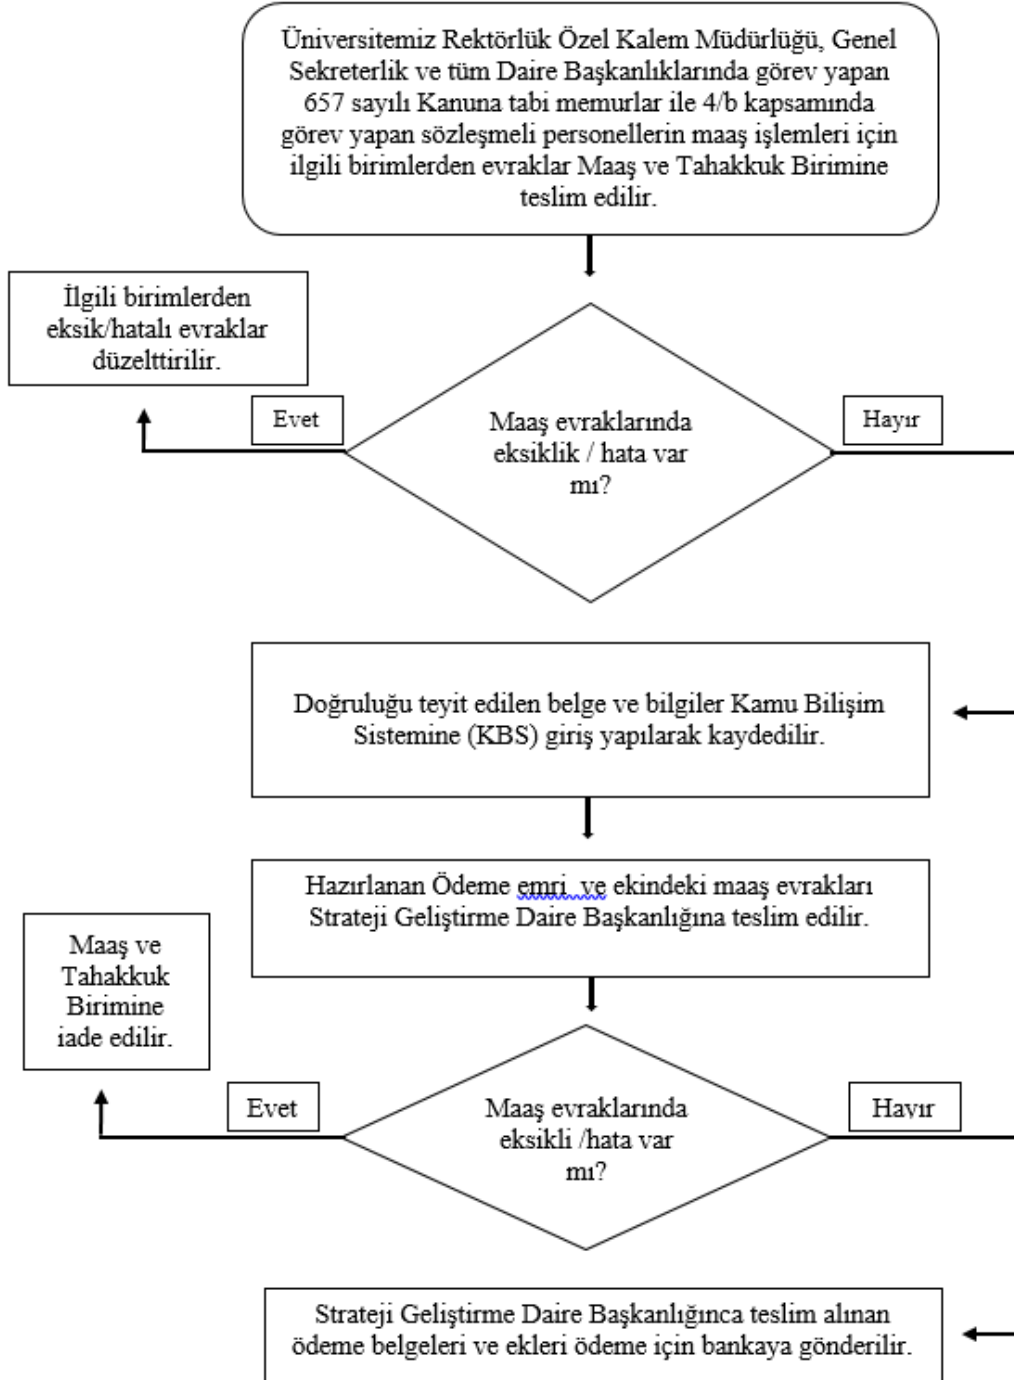 Üniversitemiz Rektörlük Özel Kalem Müdürlüğü, Genel
Sekreterlik ve tüm Daire Başkanlıklarında görev yapan
657 sayılı Kanuna tabi memurlar ile 4/b kapsamında
görev yapan sözleşmeli personellerin maaş işlemleri için
ilgili birimlerden evraklar Maaş ve Tahakkuk Birimine
teslim edilir.
İlgili birimlerden
eksik/hatalı evraklar
düzelttirilir.
Evet
Maaş evraklarında
eksiklik / hata var
mı?
Hayır
Doğruluğu teyit edilen belge ve bilgiler Kamu Bilişim
Sistemine (KBS) giriş yapılarak kaydedilir.
Hazırlanan Ödeme emri ve ekindeki maaş evrakları
Strateji Geliştirme Daire Başkanlığına teslim edilir.
Maaş ve
Tahakkuk
Birimine
iade edilir.
Evet
Maaş evraklarında
eksikli /hata var
mı?
Hayır
Strateji Geliştirme Daire Başkanlığınca teslim alınan
ödeme belgeleri ve ekleri ödeme için bankaya gönderilir.